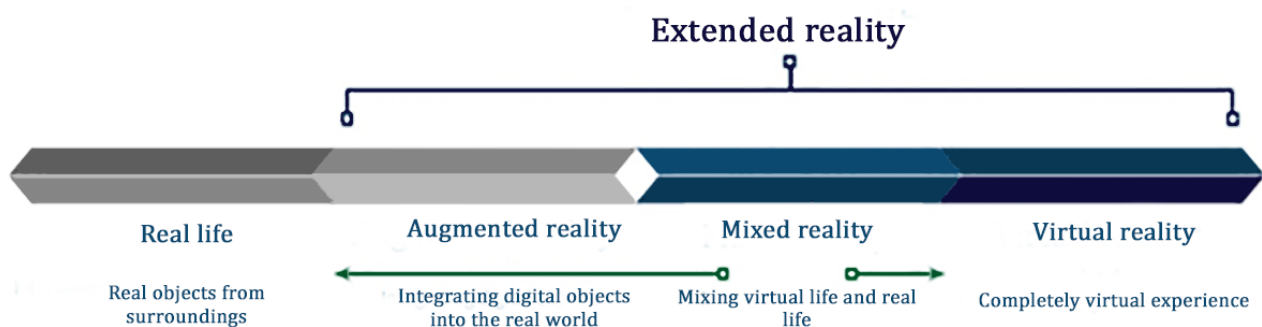 Extended reality
Real life
Augmented reality
Mixed reality
Virtual reality
Real objects from
surroundings
Integrating digital objects
into the real world
Mixing virtual life and real
life
Completely virtual experience